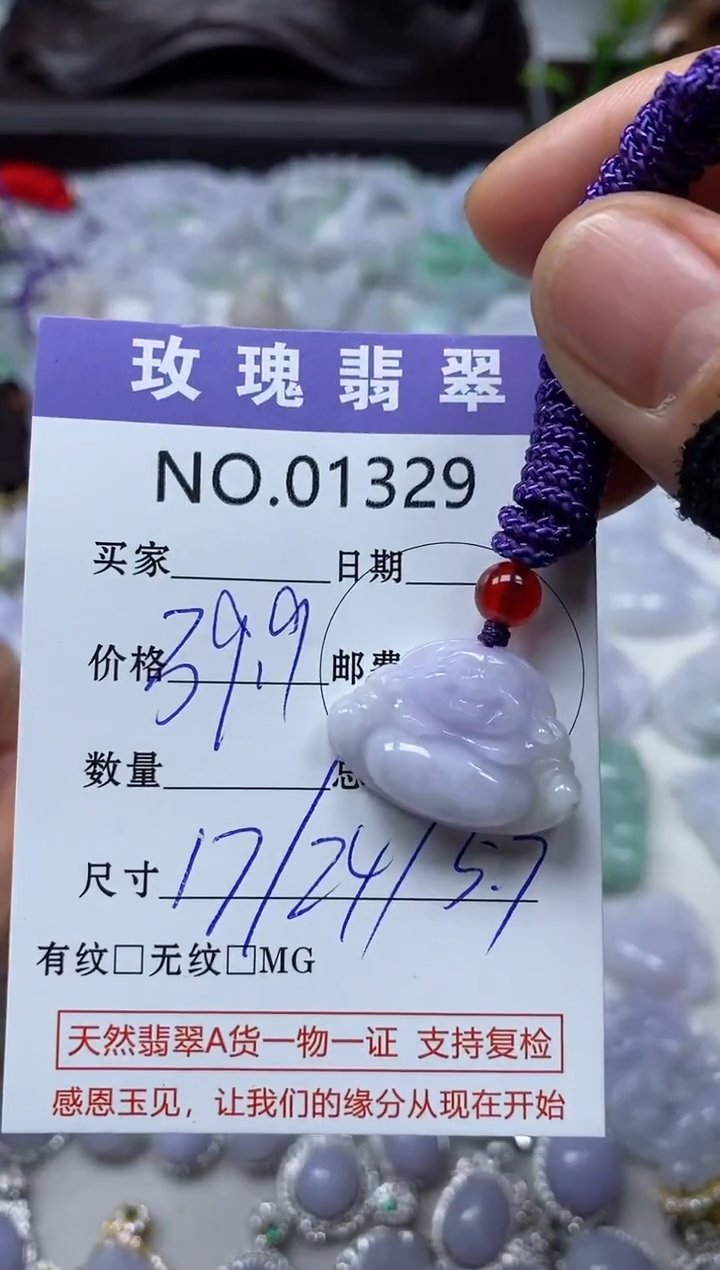 玫瑰翡翠
NO.01329
买家 日期
价格 39.9 邮费
数量
尺寸 17/24/5.7
有纹□无纹□MG
天然翡翠A货一物一证 支持复检
感恩玉见，让我们的缘分从现在开始